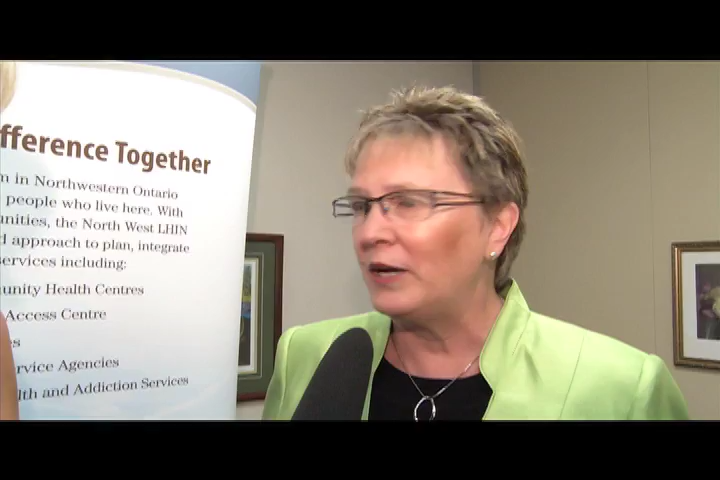 fference Together
m in Northwestern Ontario
people who live here. With
unities, the North West LHIN
d approach to plan, integrate
services including:
unity Health Centres
Access Centre
es
rvice Agencies
lth and Addiction Services